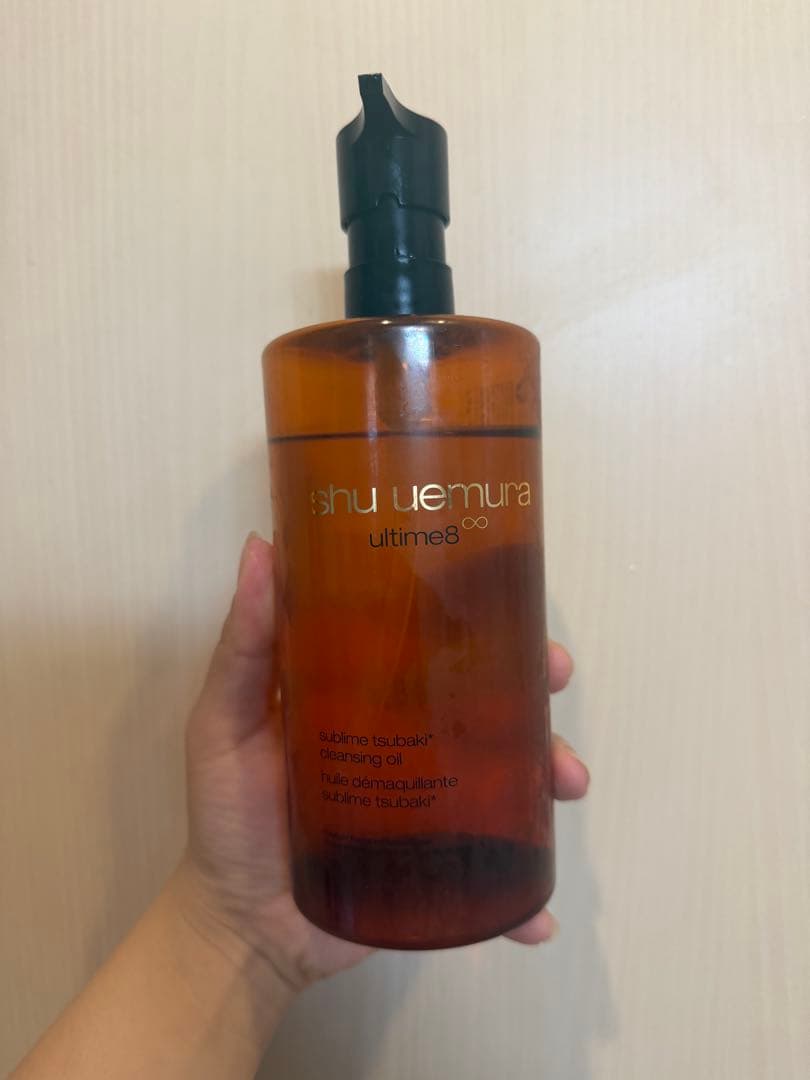 shu uemura
ultime8∞
sublime tsubaki*
cleansing oil
huile démaquillante
sublime tsubaki*